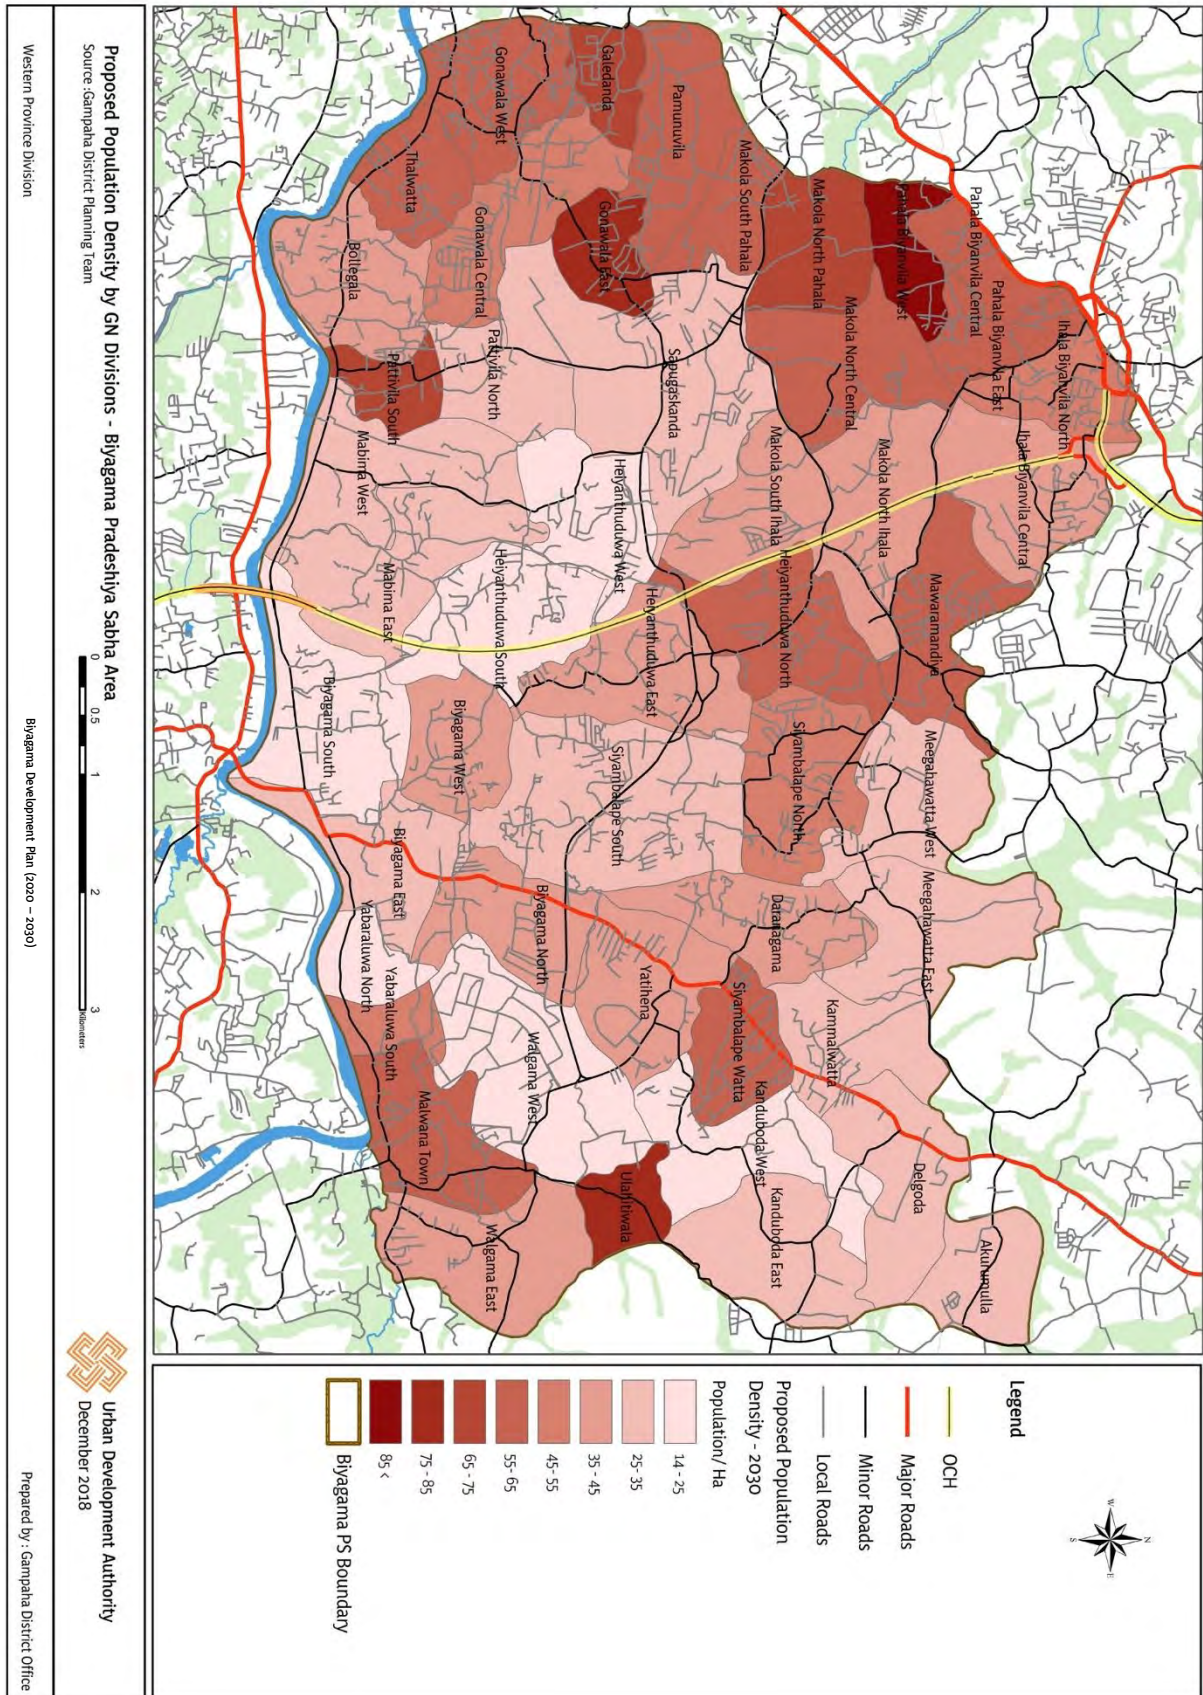 Pahala Biyanvila Central
Pahala Biyanvila West
Pahala Biyanvila East
Ihala Biyanvila North
Ihala Biyanvila Central
Makola North Pahala
Makola North Central
Makola North Ihala
Mawaramandiya
Meegahawatta West
Meegahawatta East
Delgoda
Akurumulla
Pamunuvila
Makola South Pahala
Makola South Ihala
Heiyanthuduwa North
Siyambalape North
Daranagama
Kammalwatta
Siyambalape Watta
Kanduboda West
Kanduboda East
Galedanda
Gonawala East
Sapugaskanda
Heiyanthuduwa West
Heiyanthuduwa East
Siyambalape South
Yatihena
Ulahitiwala
Gonawala West
Gonawala Central
Pattivila North
Heiyanthuduwa South
Biyagama West
Biyagama North
Walgama West
Walgama East
Thalwatta
Bollegala
Pattivila South
Mabima West
Mabima East
Biyagama South
Biyagama East
Yabaraluwa North
Yabaraluwa South
Malwana Town
N
W
E
S
Legend
OCH
Major Roads
Minor Roads
Local Roads
Proposed Population
Density - 2030
Population/ Ha
14 - 25
25- 35
35 - 45
45- 55
55- 65
65 - 75
75 - 85
85 <
Biyagama PS Boundary
Proposed Population Density by GN Divisions - Biyagama Pradeshiya Sabha Area
Source :Gampaha District Planning Team
0 0.5 1 2 3
Kilometers
Urban Development Authority
December 2018
Western Province Division
Biyagama Development Plan (2020 – 2030)
Prepared by : Gampaha District Office